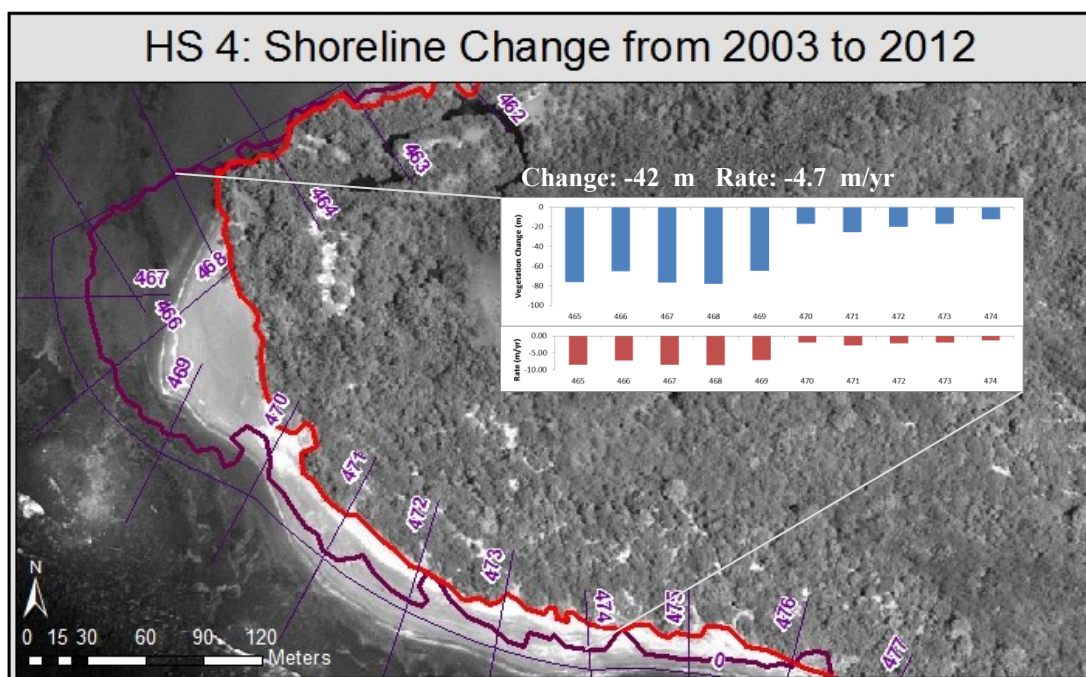 HS 4: Shoreline Change from 2003 to 2012
462
463
464
Change: -42 m Rate: -4.7 m/yr
Vegetation Change (m)
0
-20
-40
-60
-80
-100
465 466 467 468 469 470 471 472 473 474
Rate (m/yr)
0.00
-5.00
-10.00
465 466 467 468 469 470 471 472 473 474
468
467
466
469
470
471
472
473
474
475
476
477
0
N
0 15 30 60 90 120
Meters